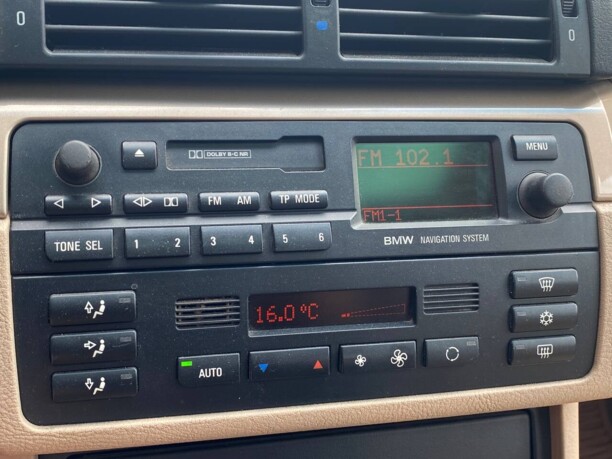 0
0
DOLBY B-C NR
FM 102.1
MENU
FM AM
TP MODE
FM1-1
BMW NAVIGATION SYSTEM
TONE SEL
1 2
3 4
5 6
16.0°C
AUTO